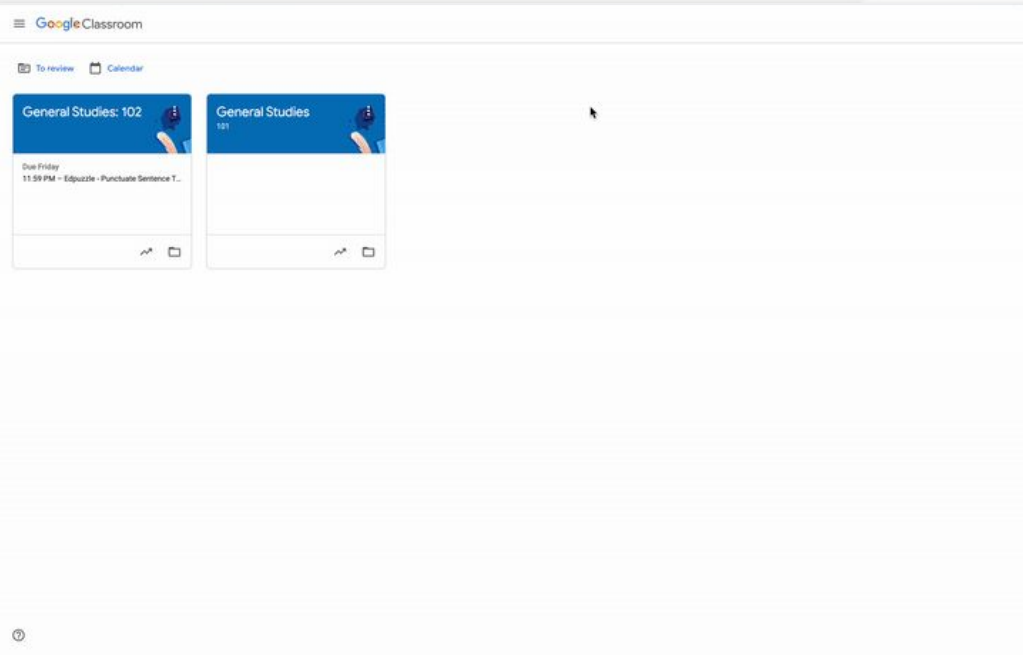 Google Classroom
To review Calendar
General Studies: 102
Due Friday
11:59 PM – Edpuzzle - Punctuate Sentence T...
General Studies
101